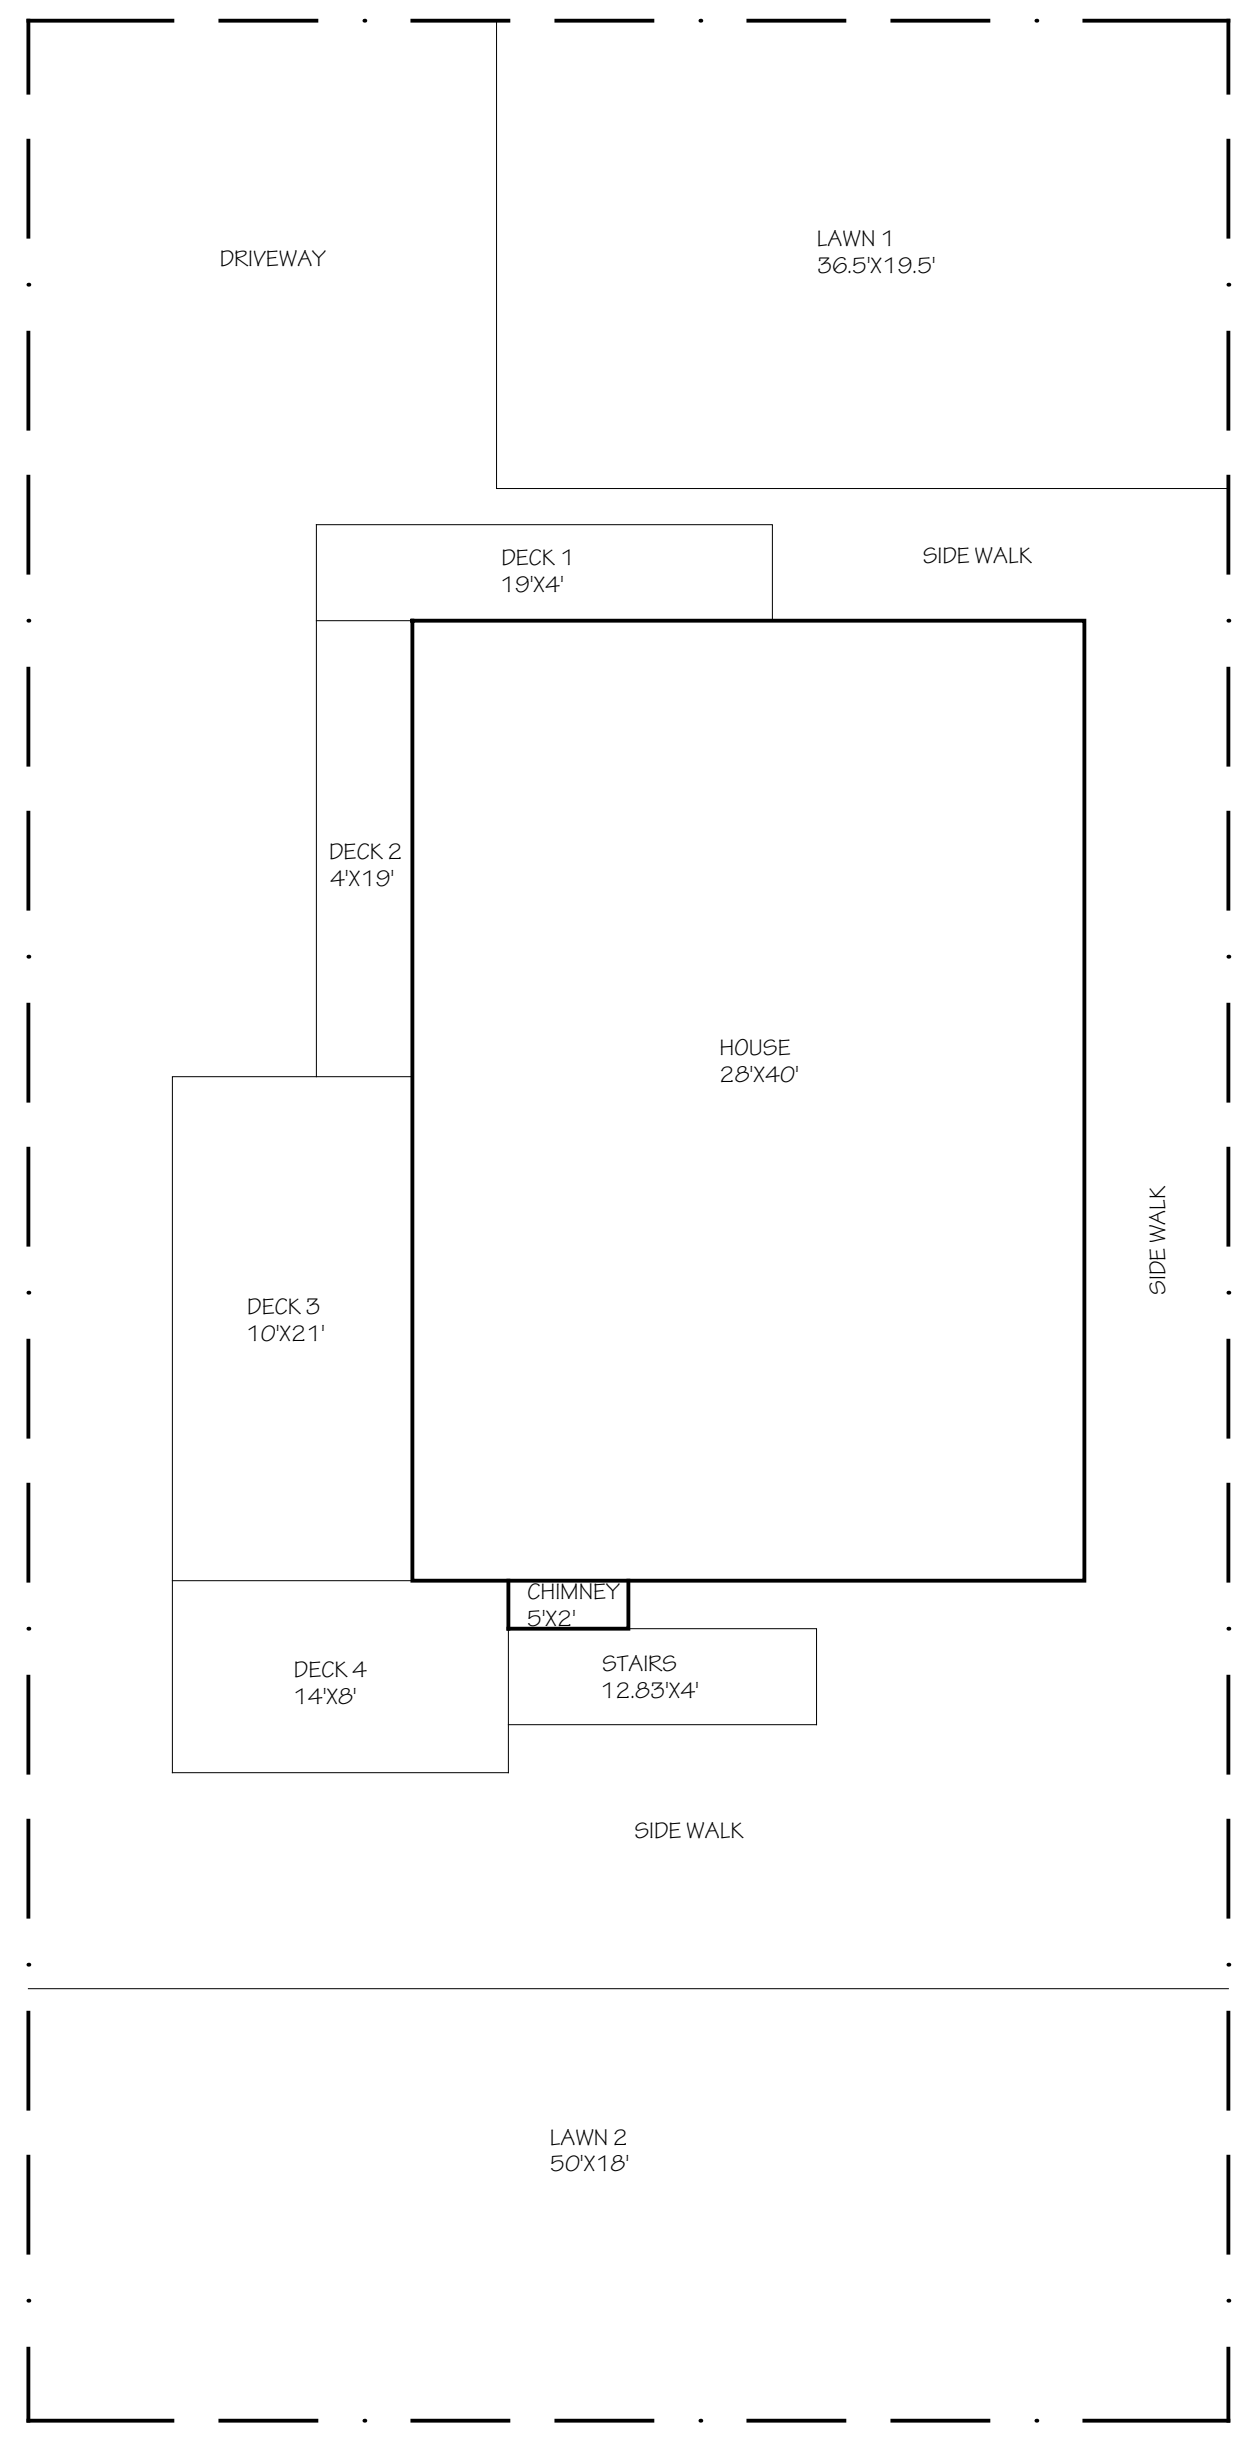 LAWN 1
36.5'X19.5'
DRIVEWAY
DECK 1
19'X4'
SIDE WALK
DECK 2
4'X19'
HOUSE
28'X40'
SIDE WALK
DECK 3
10'X21'
CHIMNEY
5'X2'
DECK 4
14'X8'
STAIRS
12.83'X4'
SIDE WALK
LAWN 2
50'X18'